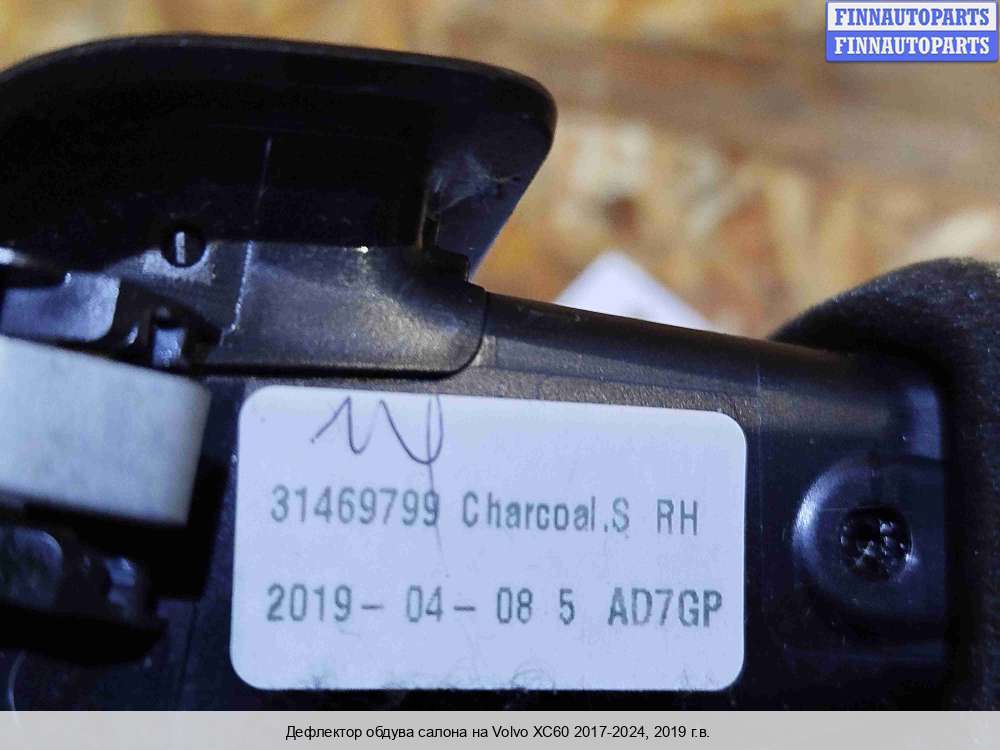 FINNAUTOPARTS
FINNAUTOPARTS
31469799 Charcoal.S RH
2019- 04- 08 5 AD7GP
Дефлектор обдува салона на Volvo XC60 2017-2024, 2019 г.в.